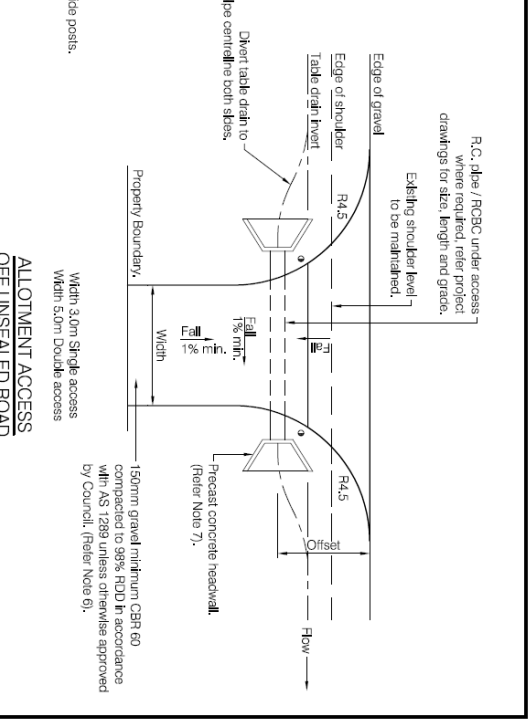 R.C. pipe / RCBC under access
where required, refer project
drawings for size, length and grade.
Existing shoulder level
to be maintained.
Edge of gravel
Edge of shoulder
Table drain invert
Divert table drain to
pe centreline both sides.
de posts.
R4.5
R4.5
Fall
Fall
1% min.
Fall
1% min.
Width
Offset
Flow
Property Boundary.
Precast concrete headwall.
(Refer Note 7).
150mm gravel minimum CBR 60
compacted to 98% RDD in accordance
with AS 1289 unless otherwise approved
by Council. (Refer Note 6).
Width 3.0m Single access
Width 5.0m Double access
ALLOTMENT ACCESS
OFF UNSEALED ROAD